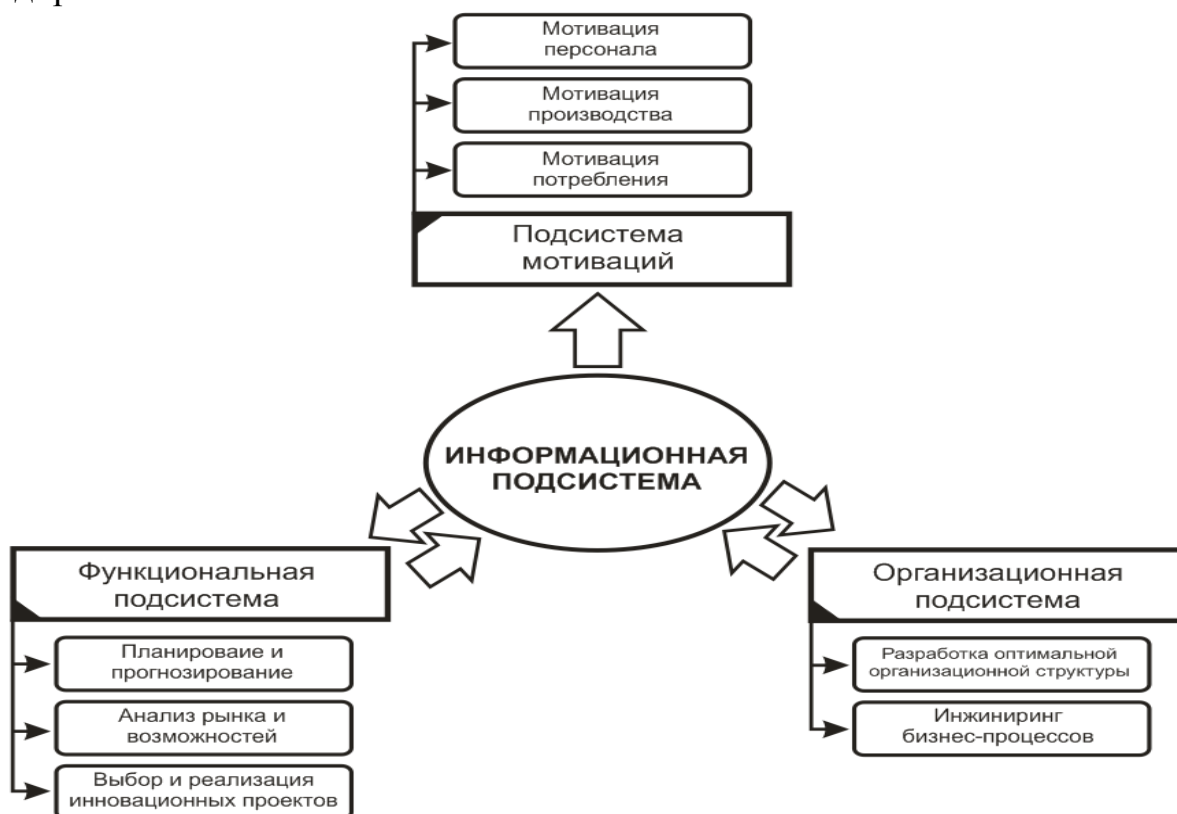 Мотивация
персонала
Мотивация
производства
Мотивация
потребления
Подсистема
мотиваций
ИНФОРМАЦИОННАЯ
ПОДСИСТЕМА
Функциональная
подсистема
Планироваие и
прогнозирование
Анализ рынка и
возможностей
Выбор и реализация
инновационных проектов
Организационная
подсистема
Разработка оптимальной
организационной структуры
Инжиниринг
бизнес-процессов